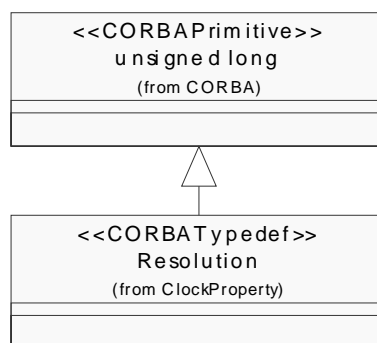 <<CORBAPrimitive>>
unsigned long
(from CORBA)
<<CORBATypedef>>
Resolution
(from ClockProperty)